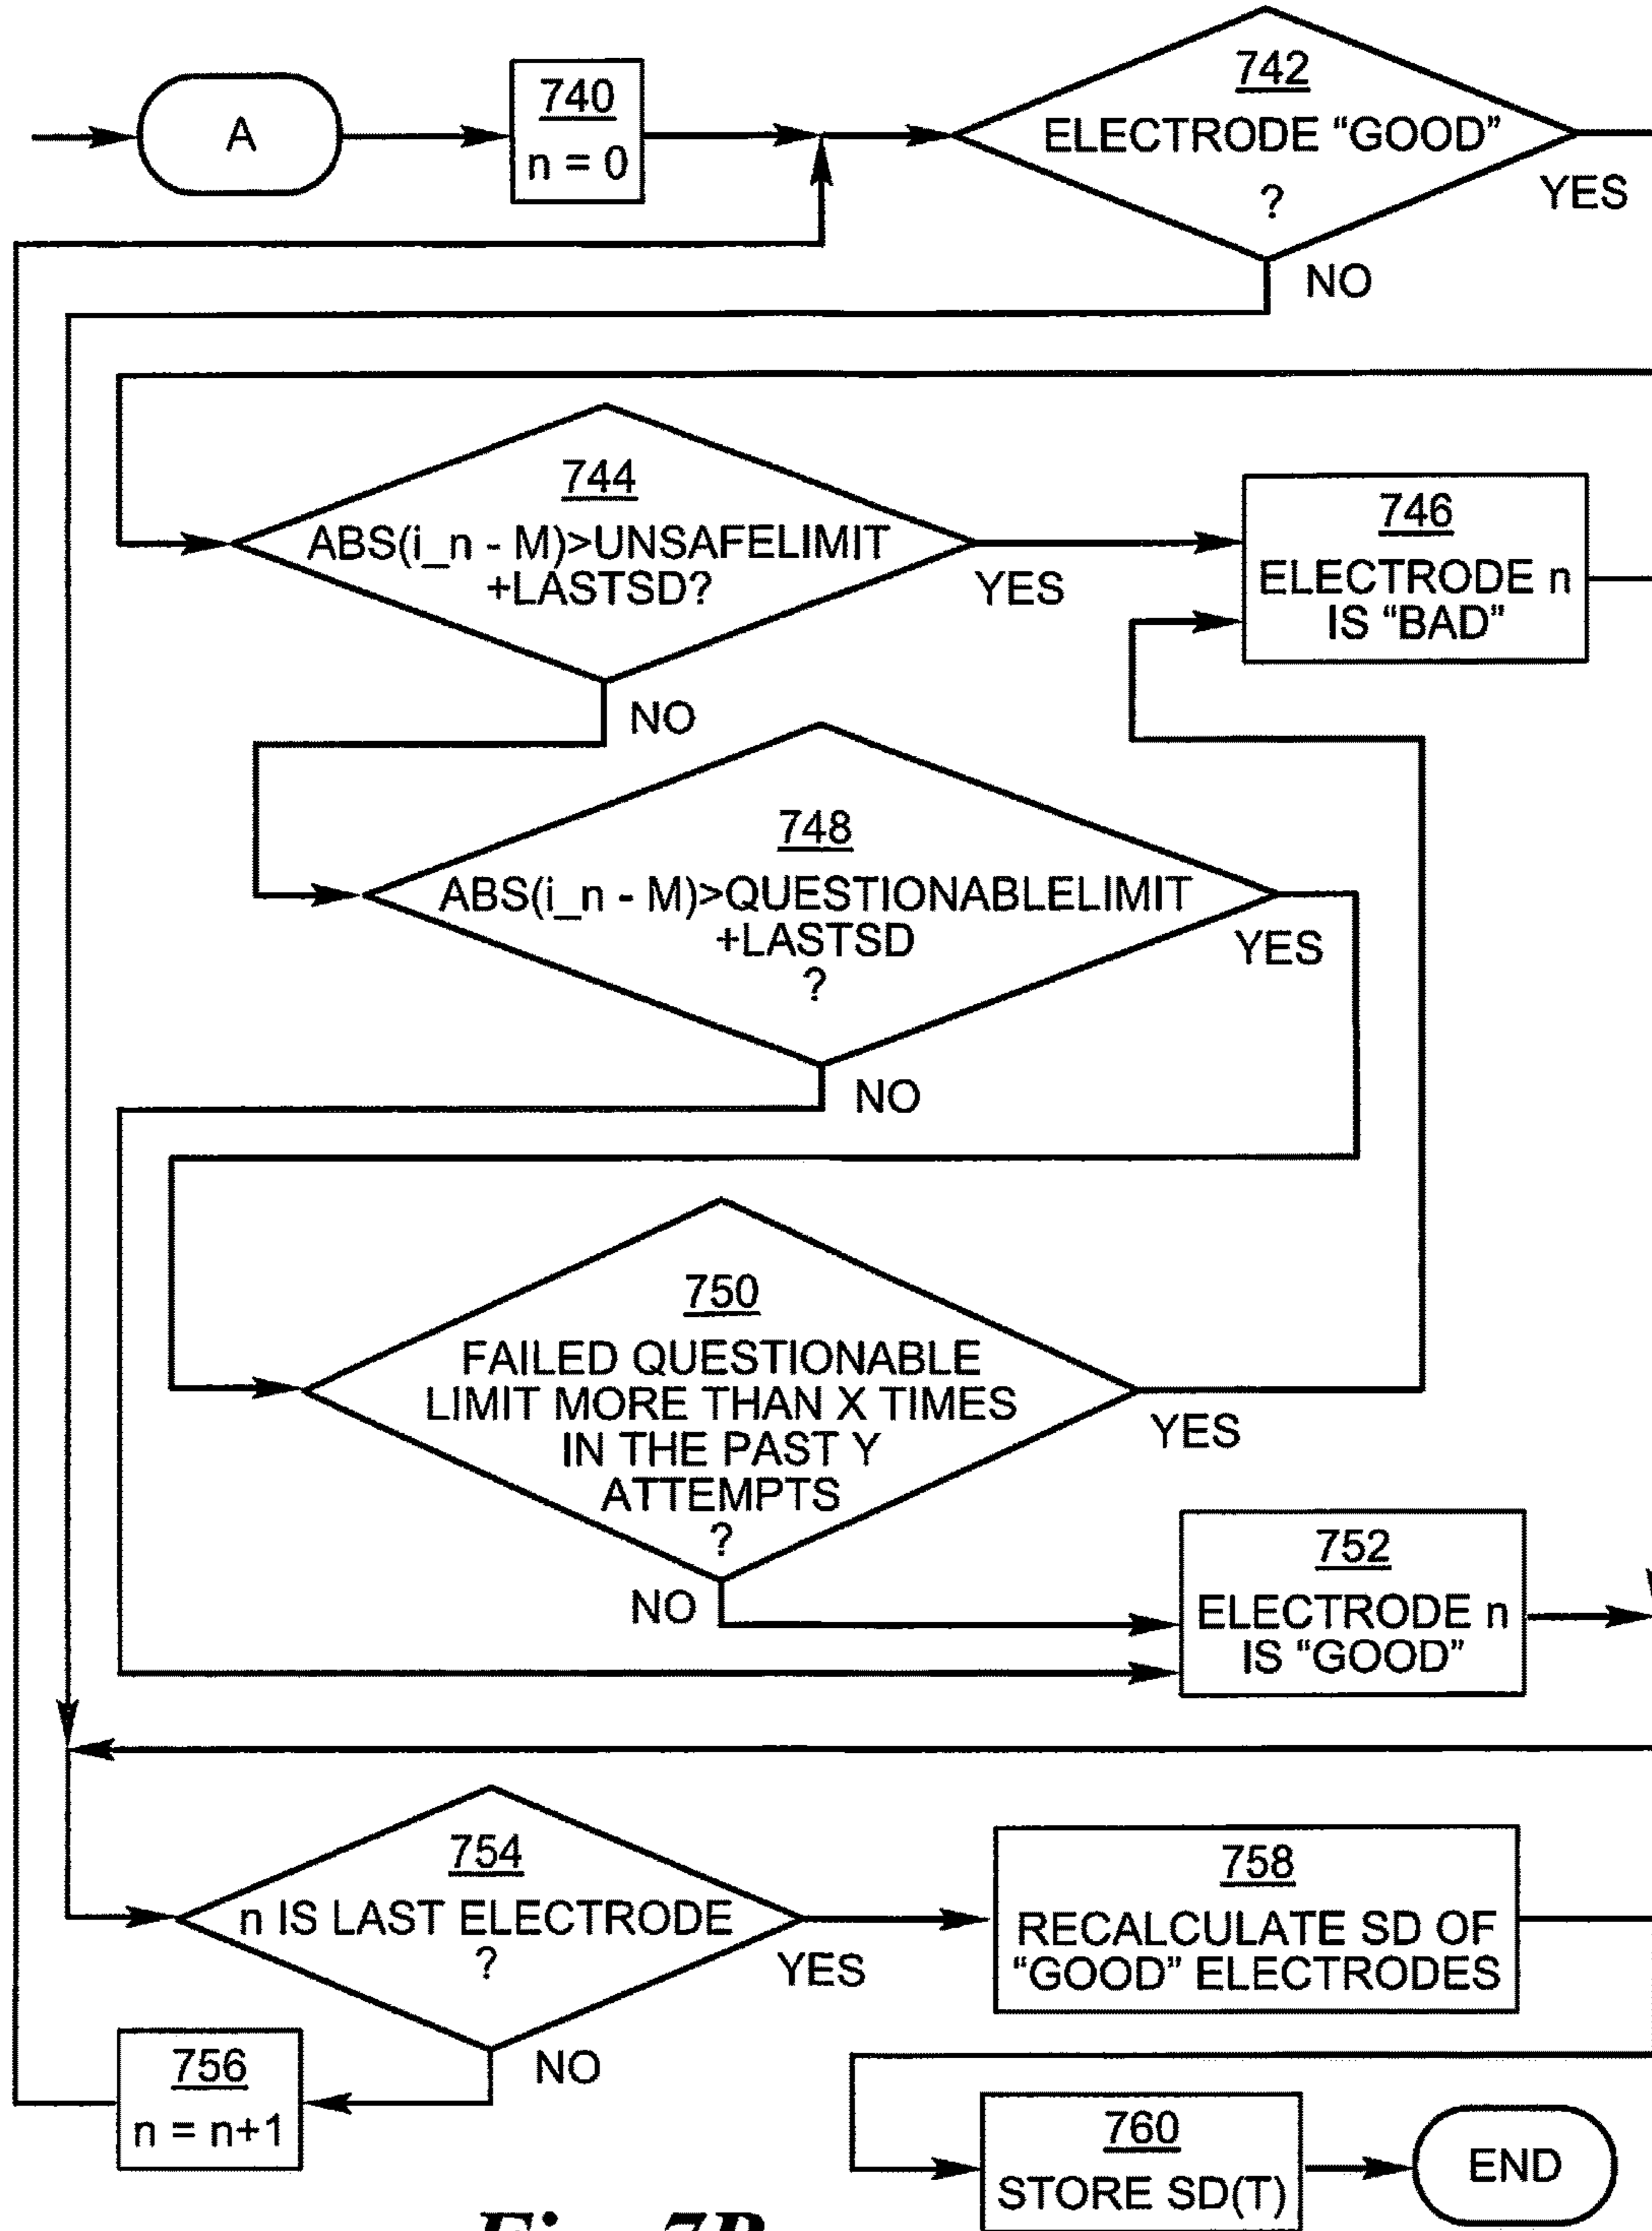 A
740
n = 0
742
ELECTRODE “GOOD”
?
YES
NO
744
ABS(i_n - M)>UNSAFELIMIT
+LASTSD?
YES
NO
746
ELECTRODE n
IS “BAD”
748
ABS(i_n - M)>QUESTIONABLELIMIT
+LASTSD
?
YES
NO
750
FAILED QUESTIONABLE
LIMIT MORE THAN X TIMES
IN THE PAST Y
ATTEMPTS
?
YES
NO
752
ELECTRODE n
IS “GOOD”
754
n IS LAST ELECTRODE
?
YES
NO
758
RECALCULATE SD OF
“GOOD” ELECTRODES
756
n = n+1
760
STORE SD(T)
END
Fig. 7B